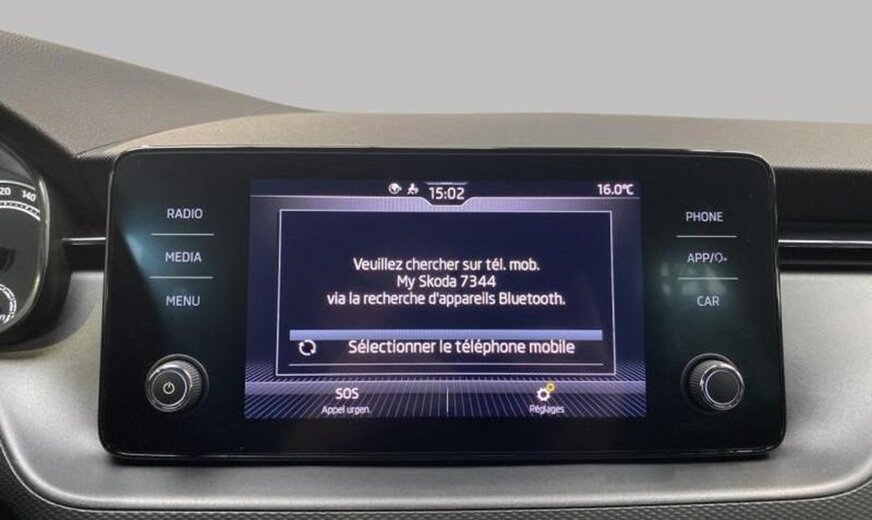 20
140
15:02
16.0°C
RADIO
MEDIA
MENU
Veuillez chercher sur tél. mob.
My Skoda 7344
via la recherche d'appareils Bluetooth.
Sélectionner le téléphone mobile
SOS
Appel urgen.
Réglages
PHONE
APP/
CAR